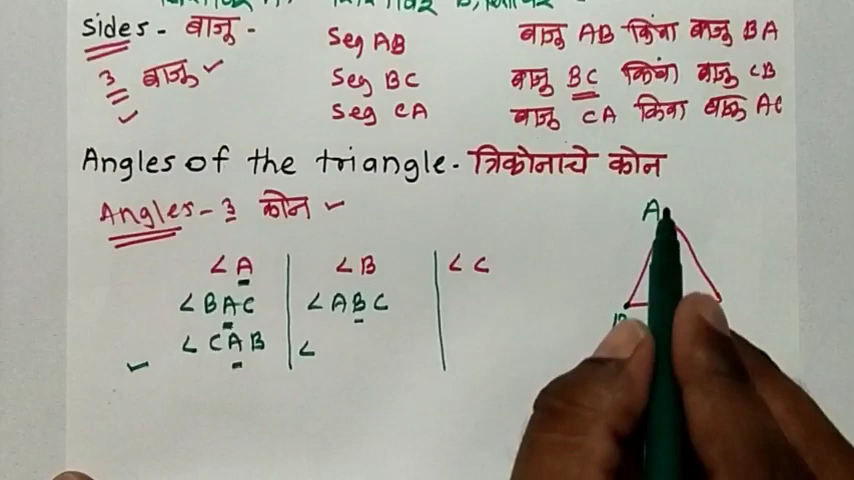 Sides - बाजू -
Seg AB बाजू AB किंवा बाजू BA
3 बाजू ✓ Seg BC बाजू BC किंवा बाजू CB
Seg CA बाजू CA किंवा बाजू AC
Angles of the triangle - त्रिकोनाचे कोन
Angles - 3 कोन ✓
A
∠A ∠B ∠C
∠BAC ∠ABC
∠CAB ∠